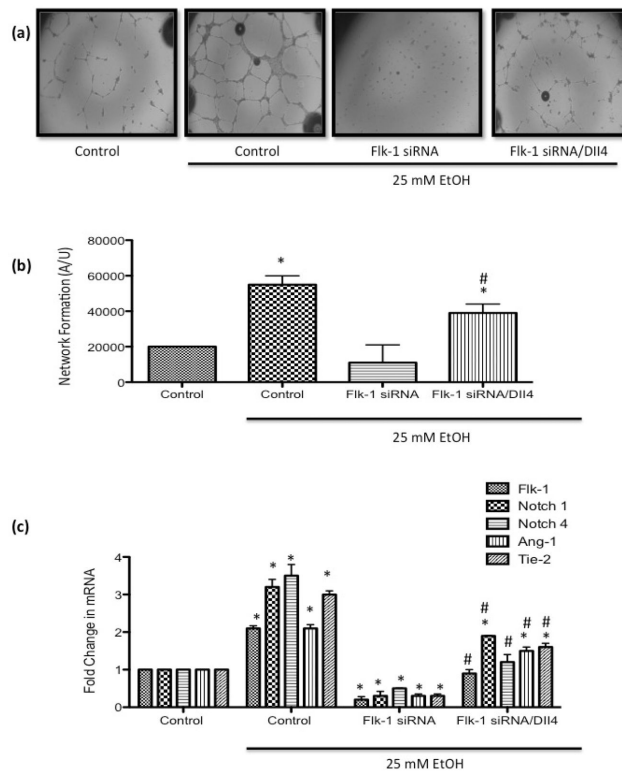 (a)
Control
Control
Flk-1 siRNA
Flk-1 siRNA/Dll4
25 mM EtOH
(b)
Network Formation (A/U)
80000
60000
40000
20000
0
*
#
*
Control
Control
Flk-1 siRNA
Flk-1 siRNA/Dll4
25 mM EtOH
(c)
Flk-1
Notch 1
Notch 4
Ang-1
Tie-2
Fold Change in mRNA
4
3
2
1
0
* * * * *
* * * * *
# # # # #
* * *
Control
Control
Flk-1 siRNA
Flk-1 siRNA/Dll4
25 mM EtOH